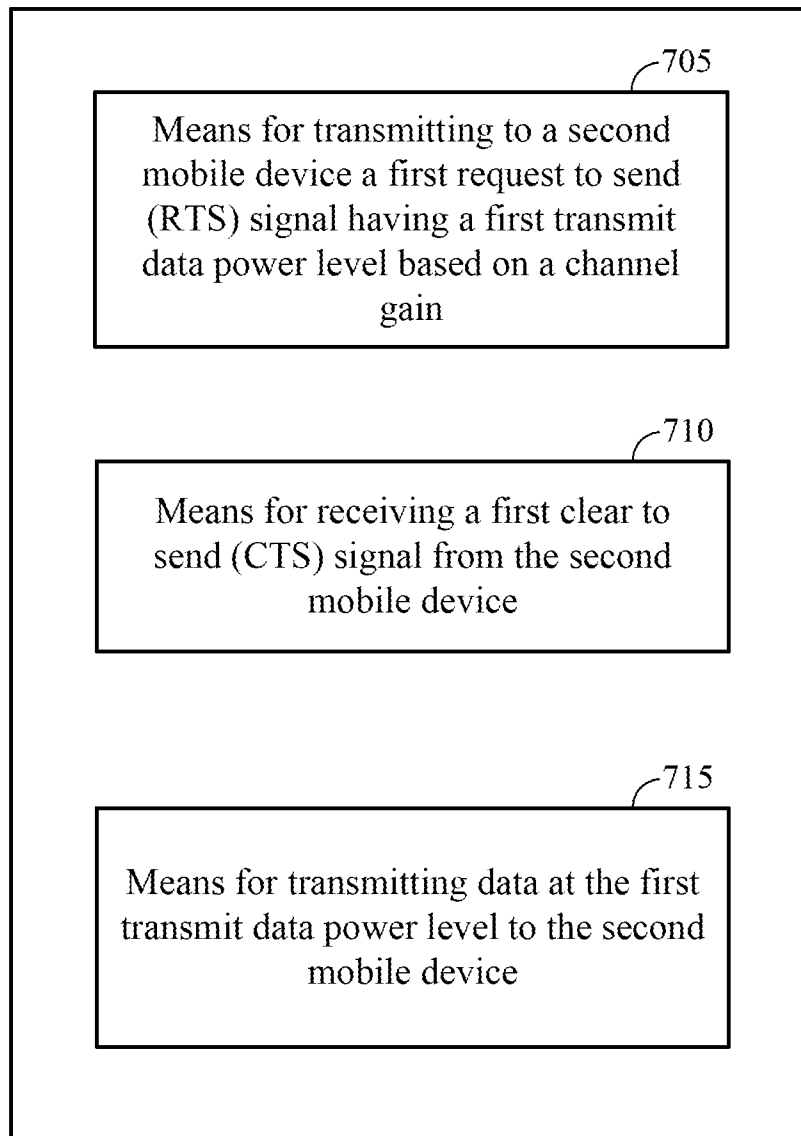 705
Means for transmitting to a second
mobile device a first request to send
(RTS) signal having a first transmit
data power level based on a channel
gain
710
Means for receiving a first clear to
send (CTS) signal from the second
mobile device
715
Means for transmitting data at the first
transmit data power level to the second
mobile device